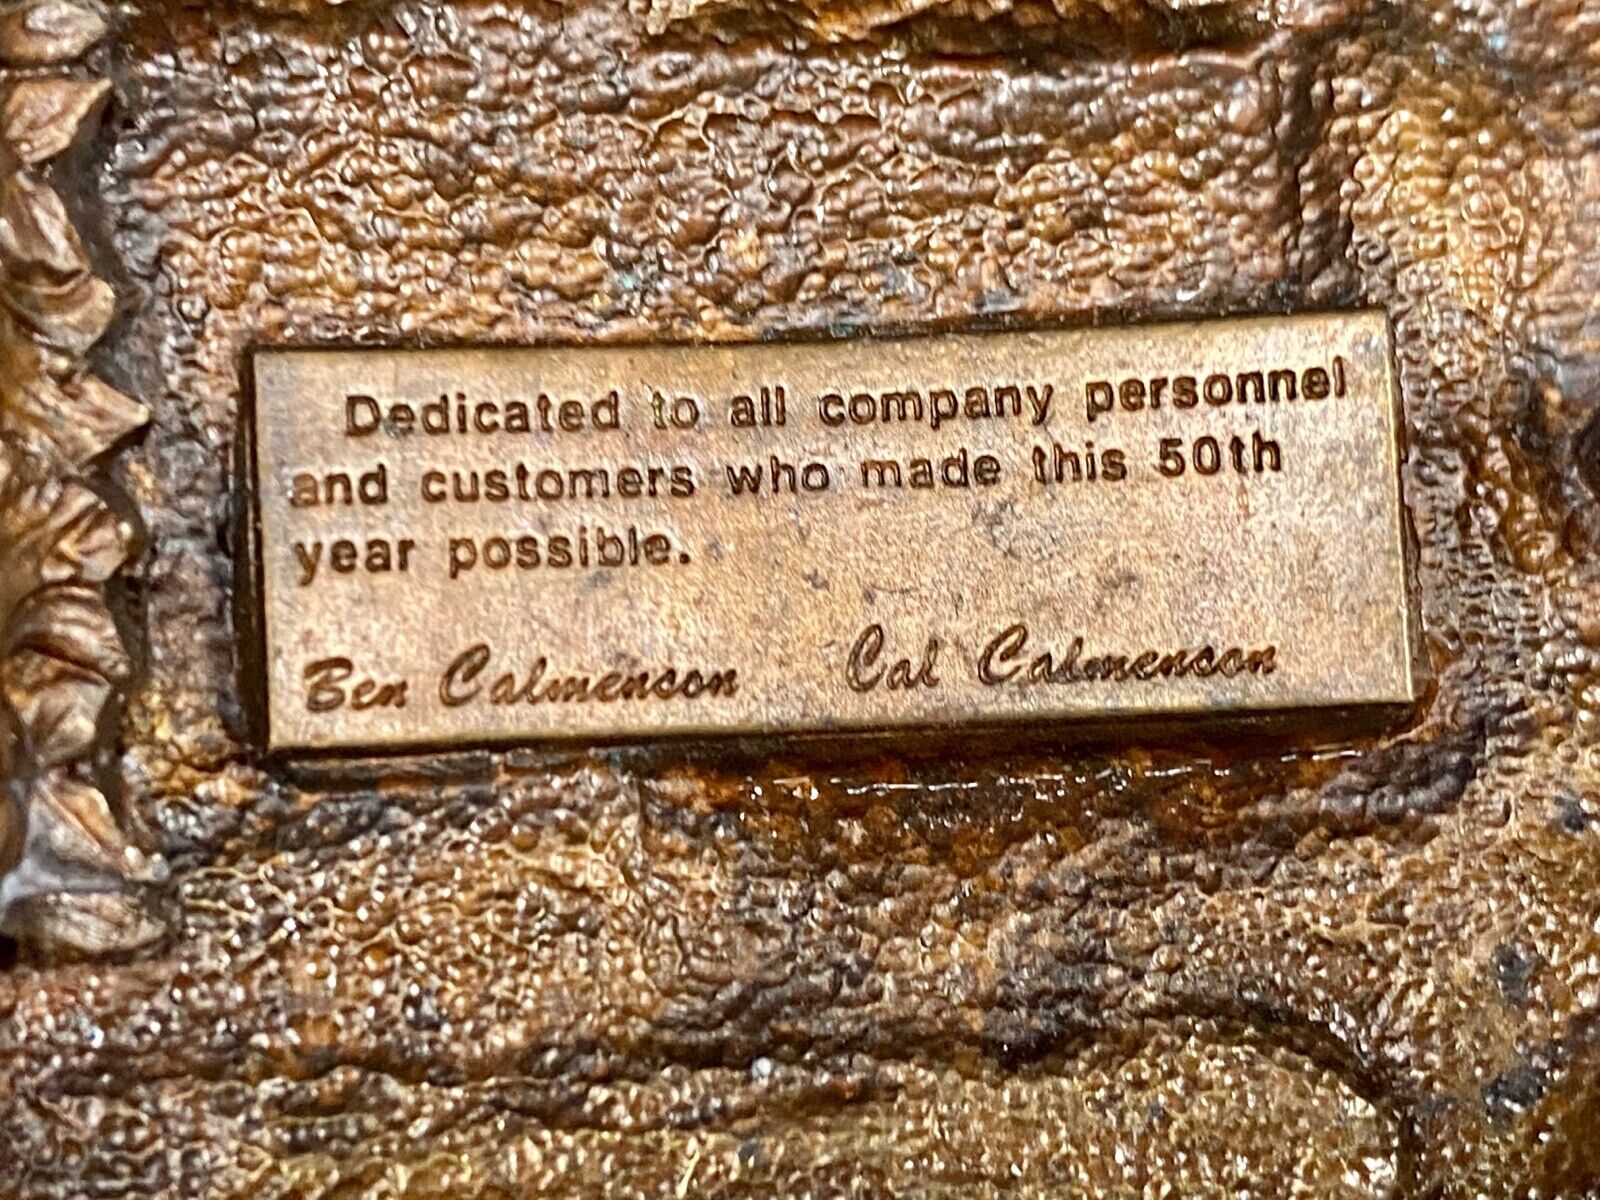 Dedicated to all company personnel
and customers who made this 50th
year possible.
Ben Calmenson Cal Calmenson